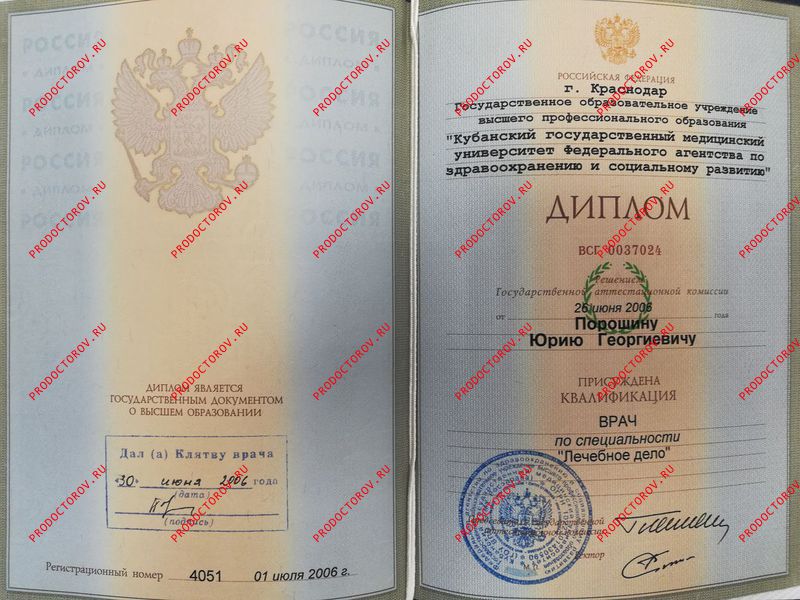 ДИПЛОМ ЯВЛЯЕТСЯ
ГОСУДАРСТВЕННЫМ ДОКУМЕНТОМ
О ВЫСШЕМ ОБРАЗОВАНИИ
Дал (а) Клятву врача
«30» июня 2006 года
(дата)
(подпись)
Регистрационный номер 4051 01 июля 2006 г.
РОССИЙСКАЯ ФЕДЕРАЦИЯ
г. Краснодар
Государственное образовательное учреждение
высшего профессионального образования
"Кубанский государственный медицинский
университет Федерального агентства по
здравоохранению и социальному развитию"
ДИПЛОМ
ВСГ 0037024
Решением
Государственной аттестационной комиссии
от 26 июня 2006 года
Порошину
Юрию Георгиевичу
ПРИСУЖДЕНА
КВАЛИФИКАЦИЯ
ВРАЧ
по специальности
"Лечебное дело"
PRODOCTOROV.RU